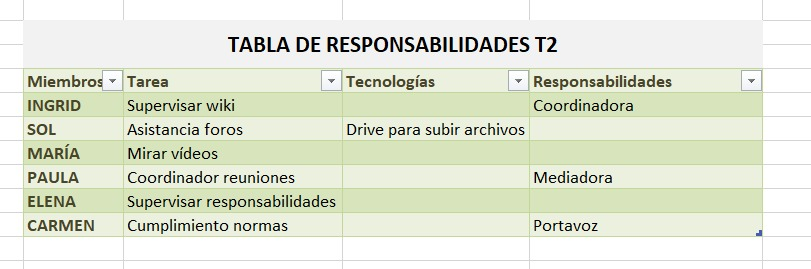 TABLA DE RESPONSABILIDADES T2
Miembros Tarea Tecnologías Responsabilidades
INGRID Supervisar wiki Coordinadora
SOL Asistancia foros Drive para subir archivos
MARÍA Mirar vídeos
PAULA Coordinador reuniones Mediadora
ELENA Supervisar responsabilidades
CARMEN Cumplimiento normas Portavoz